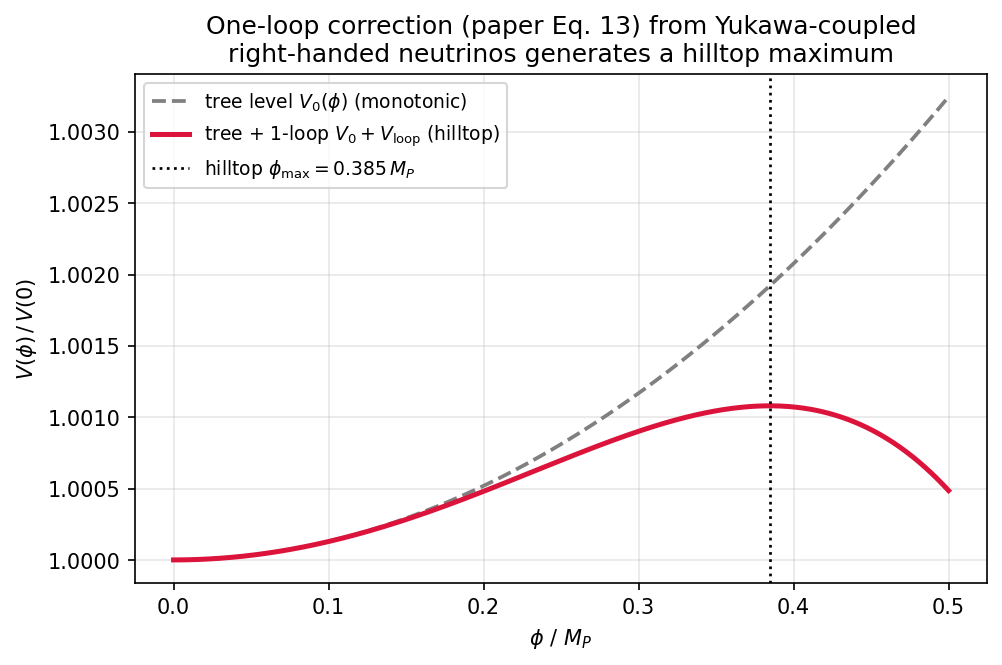 One-loop correction (paper Eq. 13) from Yukawa-coupled
right-handed neutrinos generates a hilltop maximum
tree level V₀(ϕ) (monotonic)
tree + 1-loop V₀ + V_loop (hilltop)
hilltop ϕ_max = 0.385 M_P
V(ϕ) / V(0)
1.0030
1.0025
1.0020
1.0015
1.0010
1.0005
1.0000
0.0 0.1 0.2 0.3 0.4 0.5
ϕ / M_P